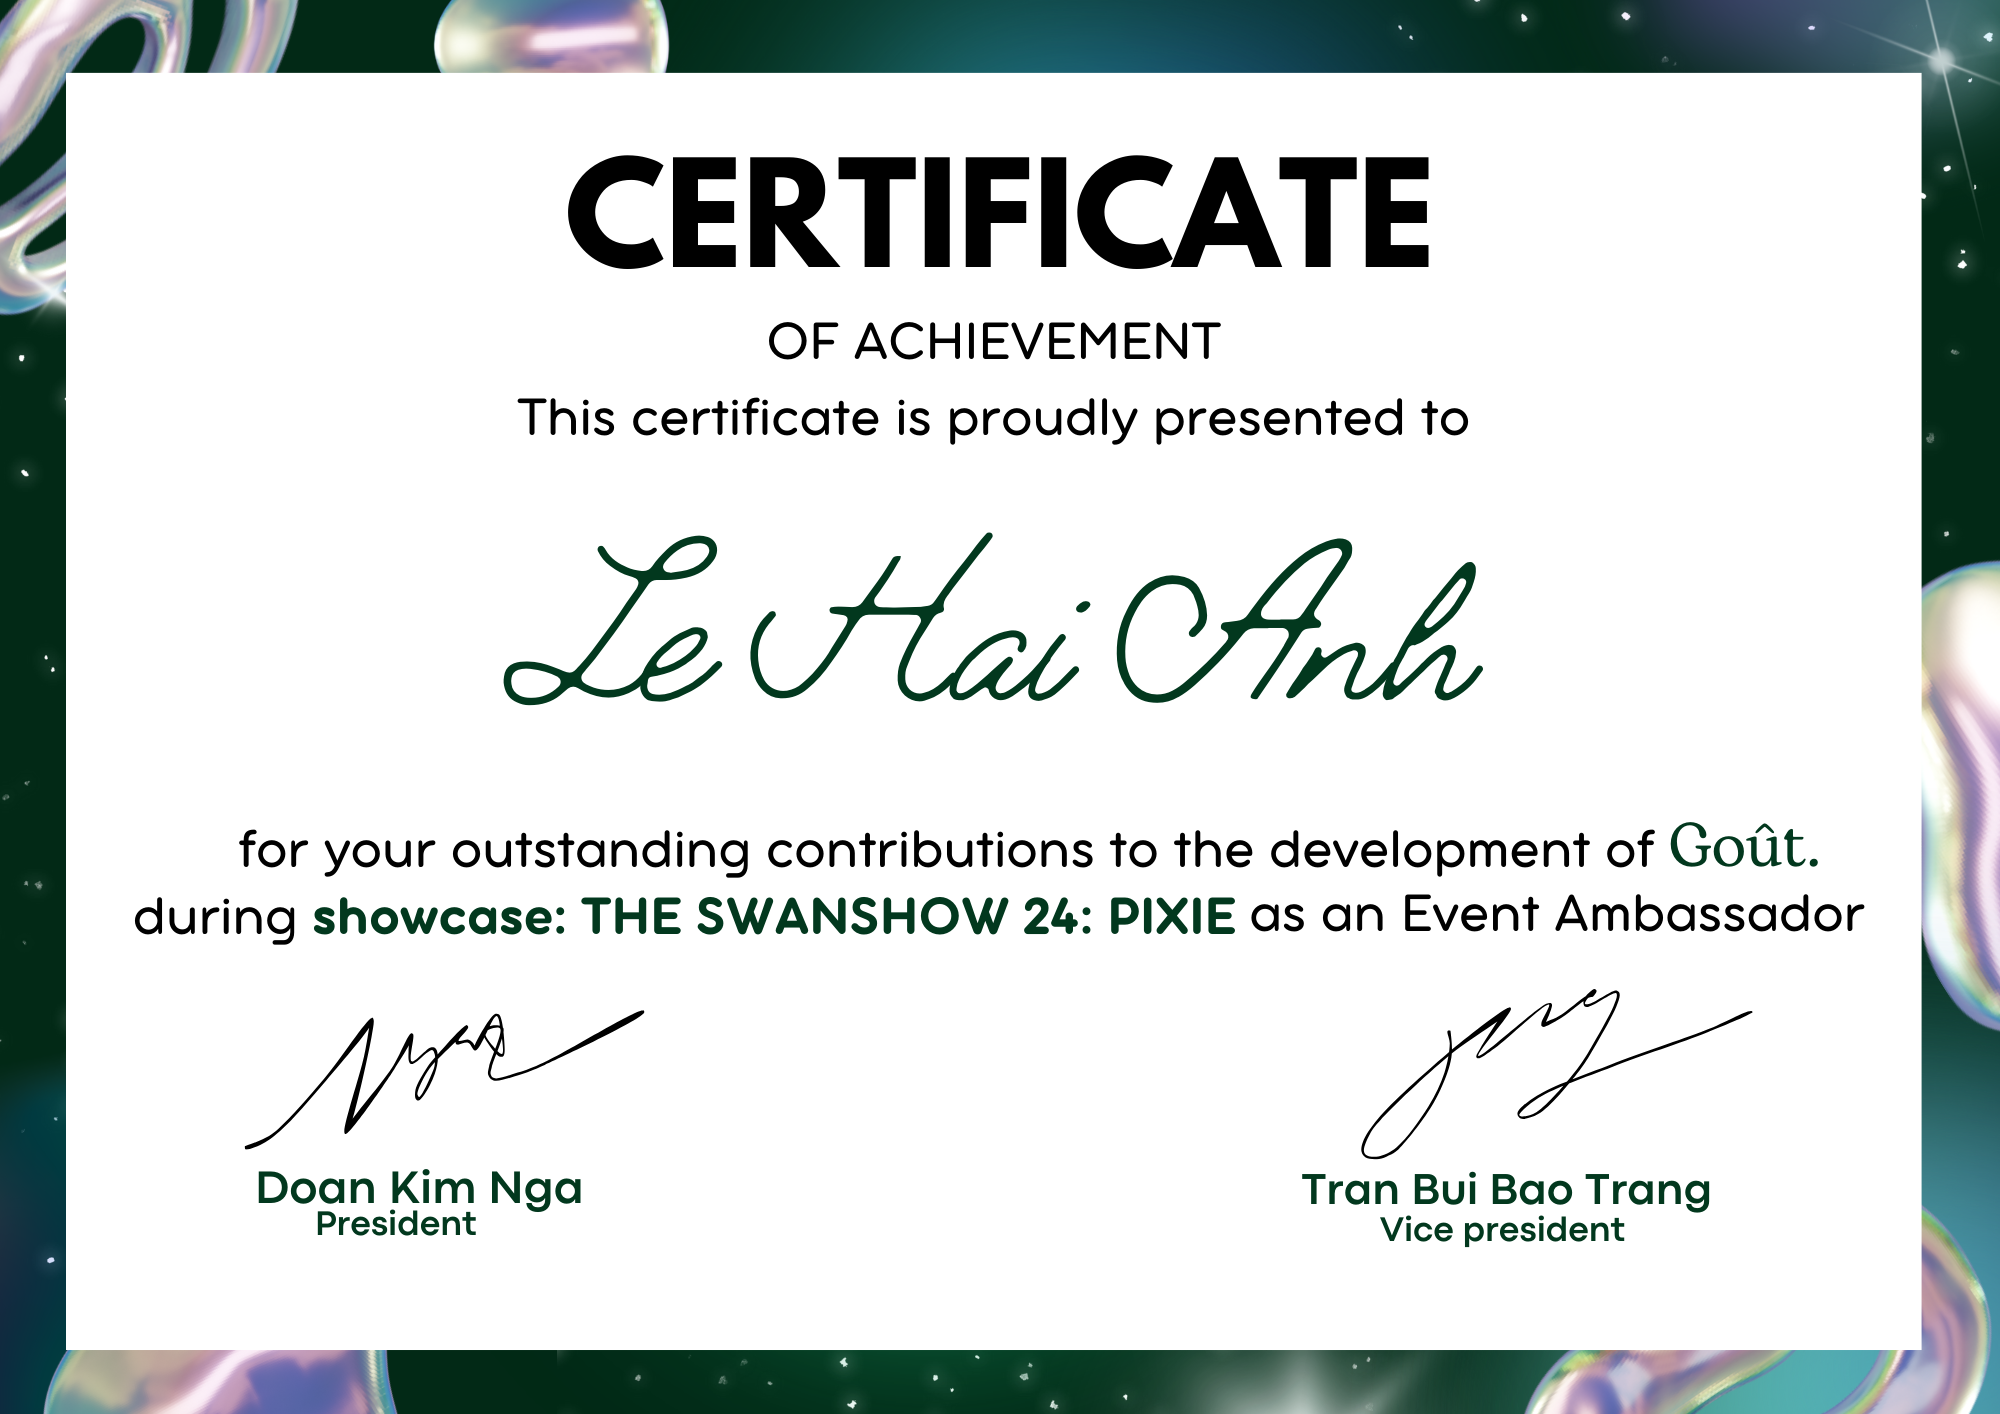 CERTIFICATE
OF ACHIEVEMENT
This certificate is proudly presented to
Le Hai Anh
for your outstanding contributions to the development of Goût.
during showcase: THE SWANSHOW 24: PIXIE as an Event Ambassador
Doan Kim Nga
President
Tran Bui Bao Trang
Vice president